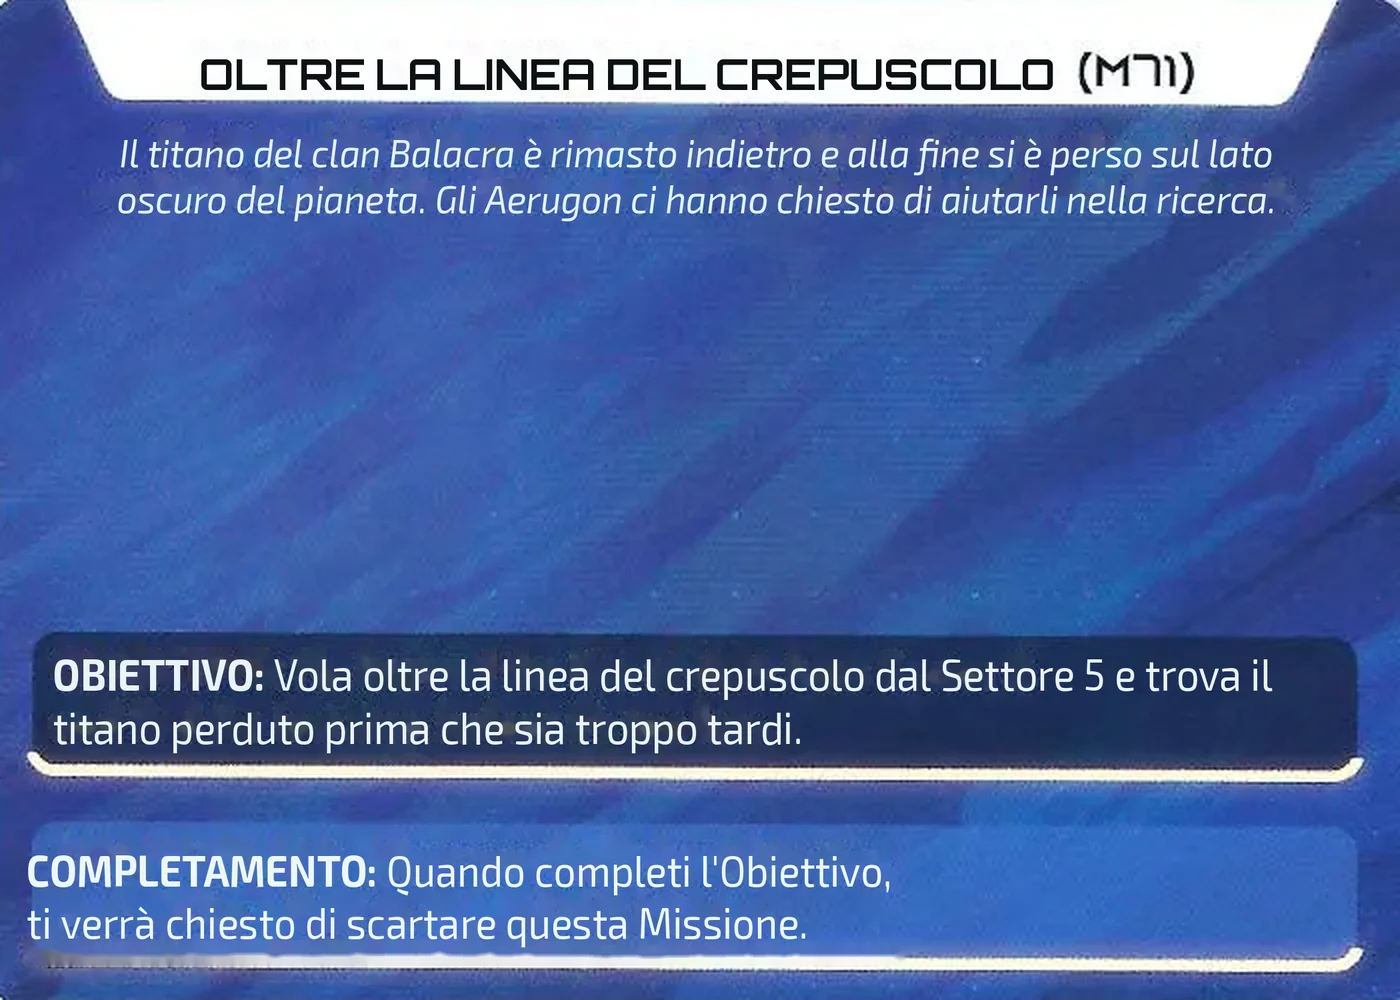 OLTRE LA LINEA DEL CREPUSCOLO (M71)
Il titano del clan Balacra è rimasto indietro e alla fine si è perso sul lato
oscuro del pianeta. Gli Aerugon ci hanno chiesto di aiutarli nella ricerca.
OBIETTIVO: Vola oltre la linea del crepuscolo dal Settore 5 e trova il
titano perduto prima che sia troppo tardi.
COMPLETAMENTO: Quando completi l'Obiettivo,
ti verrà chiesto di scartare questa Missione.